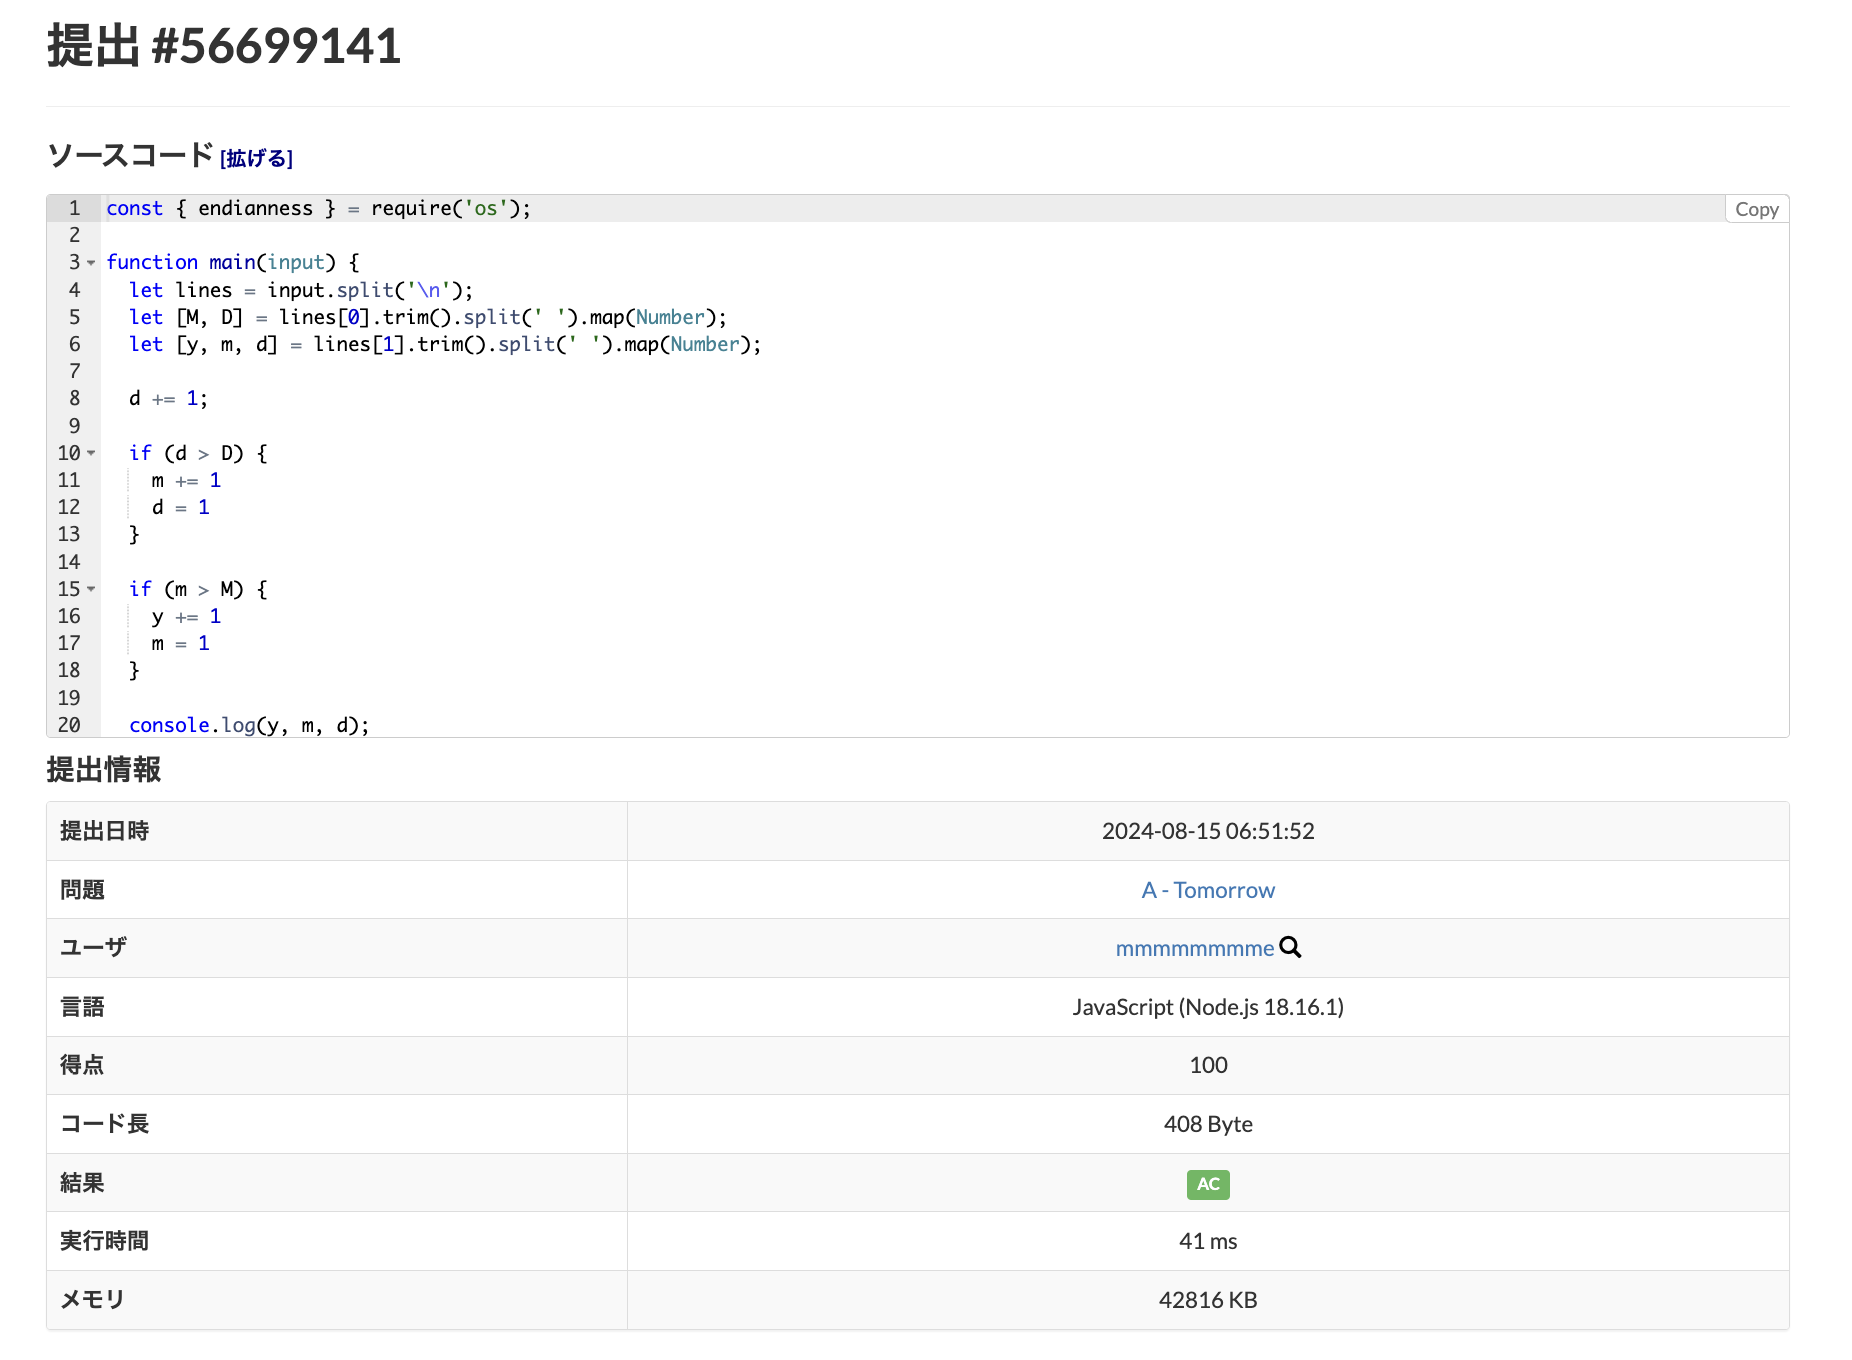 提出 #56699141
ソースコード [拡げる]
Copy
1 const { endianness } = require('os');
2
3 function main(input) {
4   let lines = input.split('\n');
5   let [M, D] = lines[0].trim().split(' ').map(Number);
6   let [y, m, d] = lines[1].trim().split(' ').map(Number);
7
8   d += 1;
9
10   if (d > D) {
11     m += 1
12     d = 1
13   }
14
15   if (m > M) {
16     y += 1
17     m = 1
18   }
19
20   console.log(y, m, d);
提出情報
提出日時 2024-08-15 06:51:52
問題 A - Tomorrow
ユーザ mmmmmmmme
言語 JavaScript (Node.js 18.16.1)
得点 100
コード長 408 Byte
結果 AC
実行時間 41 ms
メモリ 42816 KB